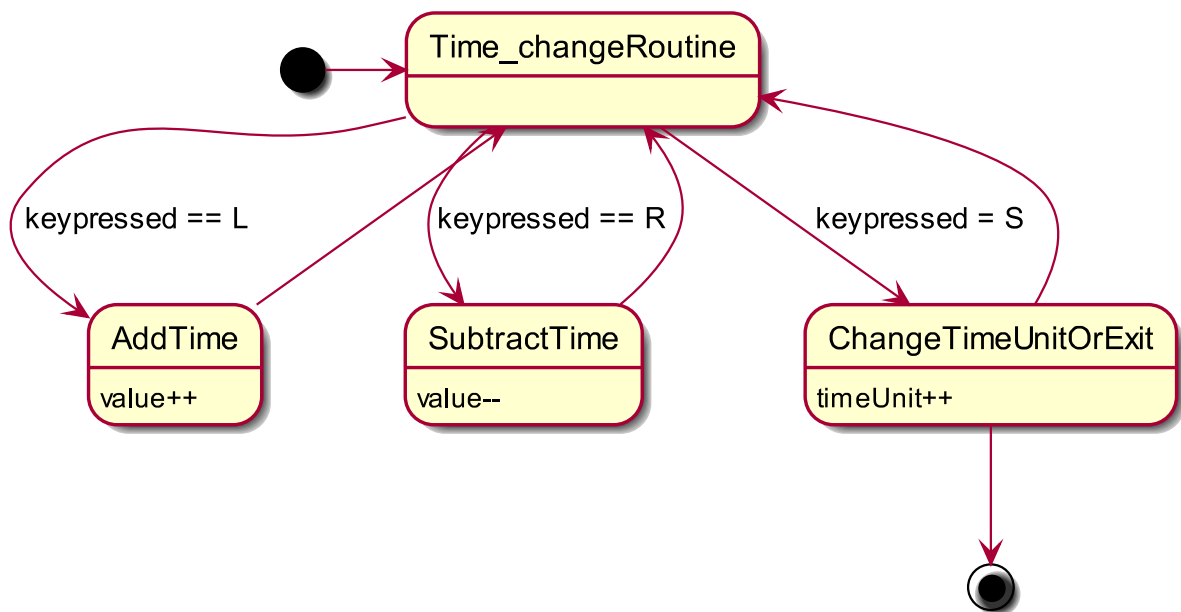 Time_changeRoutine
keypressed == L
keypressed == R
keypressed = S
AddTime
value++
SubtractTime
value--
ChangeTimeUnitOrExit
timeUnit++